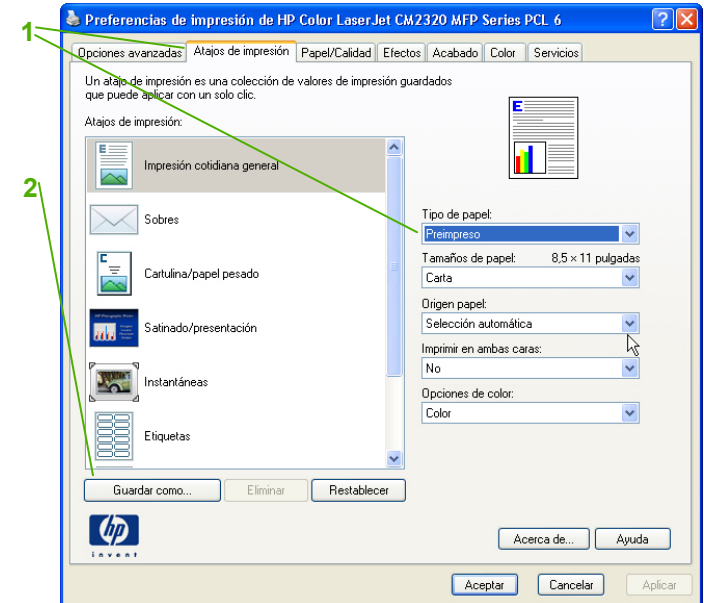 Preferencias de impresión de HP Color LaserJet CM2320 MFP Series PCL 6
1
Opciones avanzadas Atajos de impresión Papel/Calidad Efectos Acabado Color Servicios
Un atajo de impresión es una colección de valores de impresión guardados
que puede aplicar con un solo clic.
Atajos de impresión:
E
E
Impresión cotidiana general
2
Sobres
Tipo de papel:
Preimpreso
Tamaños de papel: 8,5 × 11 pulgadas
Carta
C
Cartulina/papel pesado
Origen papel:
Selección automática
Satinado/presentación
Imprimir en ambas caras:
No
Instantáneas
Opciones de color:
Color
Etiquetas
Guardar como... Eliminar Restablecer
hp
invent
Acerca de... Ayuda
Aceptar Cancelar Aplicar